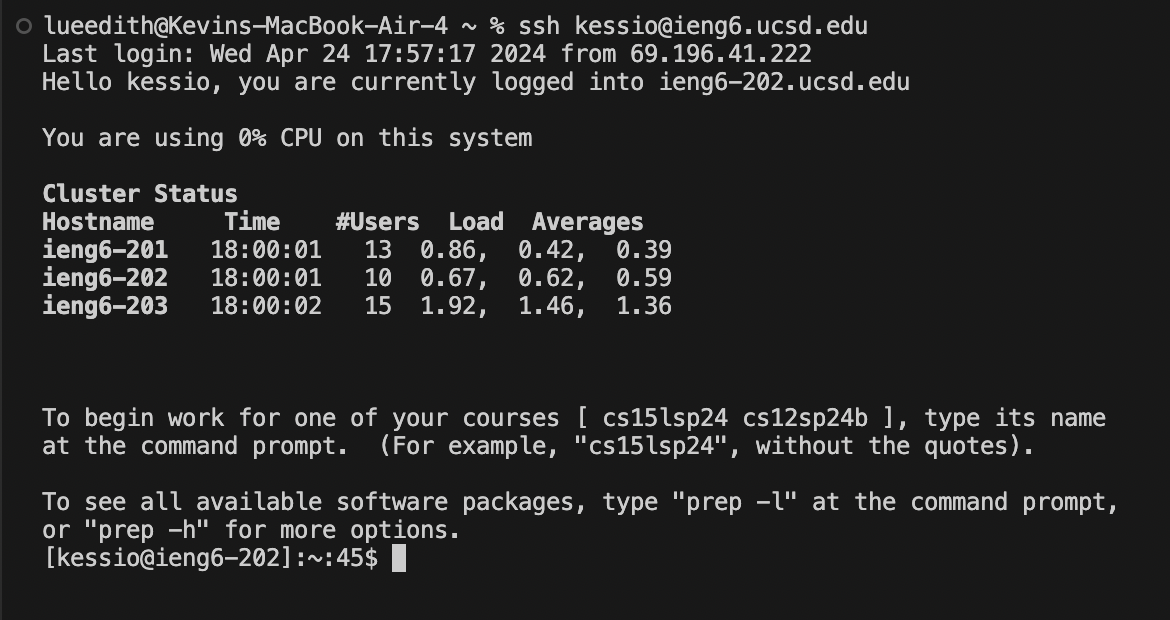 lueedith@Kevins-MacBook-Air-4 ~ % ssh kessio@ieng6.ucsd.edu
Last login: Wed Apr 24 17:57:17 2024 from 69.196.41.222
Hello kessio, you are currently logged into ieng6-202.ucsd.edu
You are using 0% CPU on this system
Cluster Status
Hostname     Time    #Users  Load  Averages
ieng6-201   18:00:01   13  0.86,  0.42,  0.39
ieng6-202   18:00:01   10  0.67,  0.62,  0.59
ieng6-203   18:00:02   15  1.92,  1.46,  1.36
To begin work for one of your courses [ cs15lsp24 cs12sp24b ], type its name
at the command prompt.  (For example, "cs15lsp24", without the quotes).
To see all available software packages, type "prep -l" at the command prompt,
or "prep -h" for more options.
[kessio@ieng6-202]:~:45$